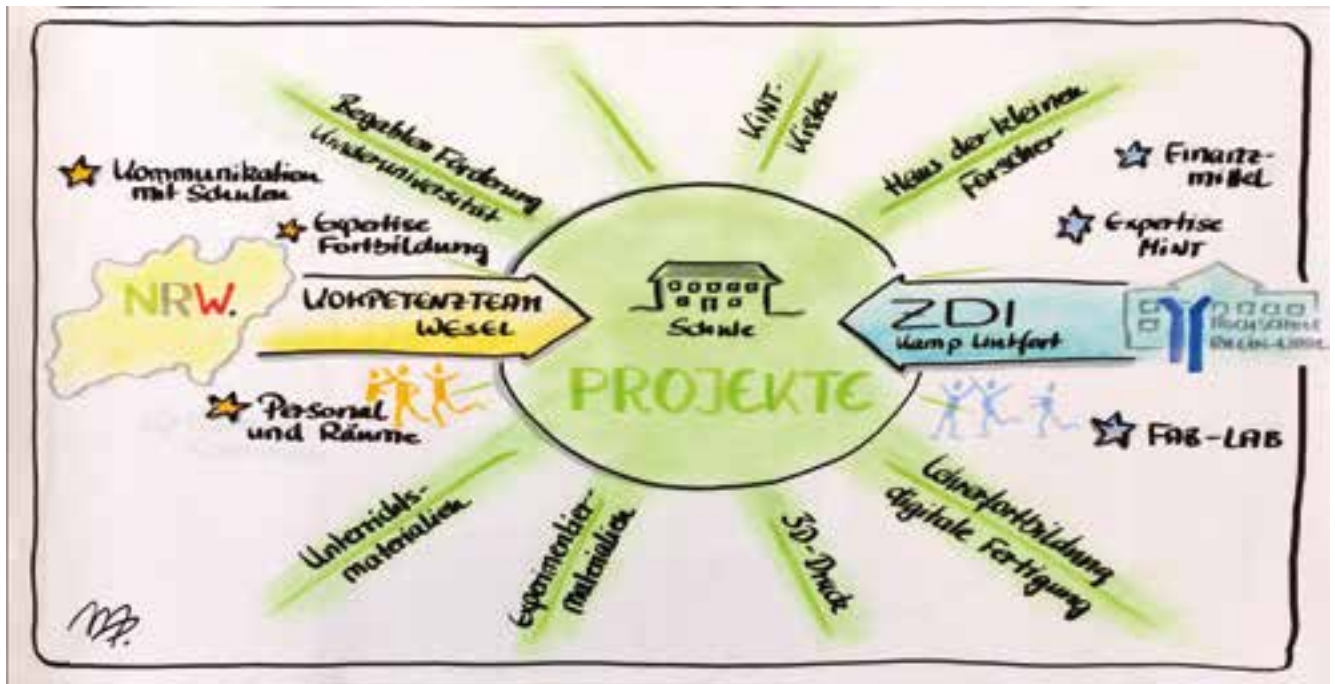 Begabten Förderung
Kinderuniversität
KiNT-
Kisten
Haus der kleinen
Forscher
Kommunikation
mit Schulen
Expertise
Fortbildung
Finanz-
mittel
Expertise
MiNT
NRW.
KOMPETENZTEAM
WESEL
Schule
ZDI
Kamp Lintfort
HOCHSCHULE
RHEIN-WAAL
PROJEKTE
Personal
und Räume
FAB-LAB
Unterrichts-
materialien
Experimentier-
materialien
3D-Druck
Lehrerfortbildung
digitale Fertigung